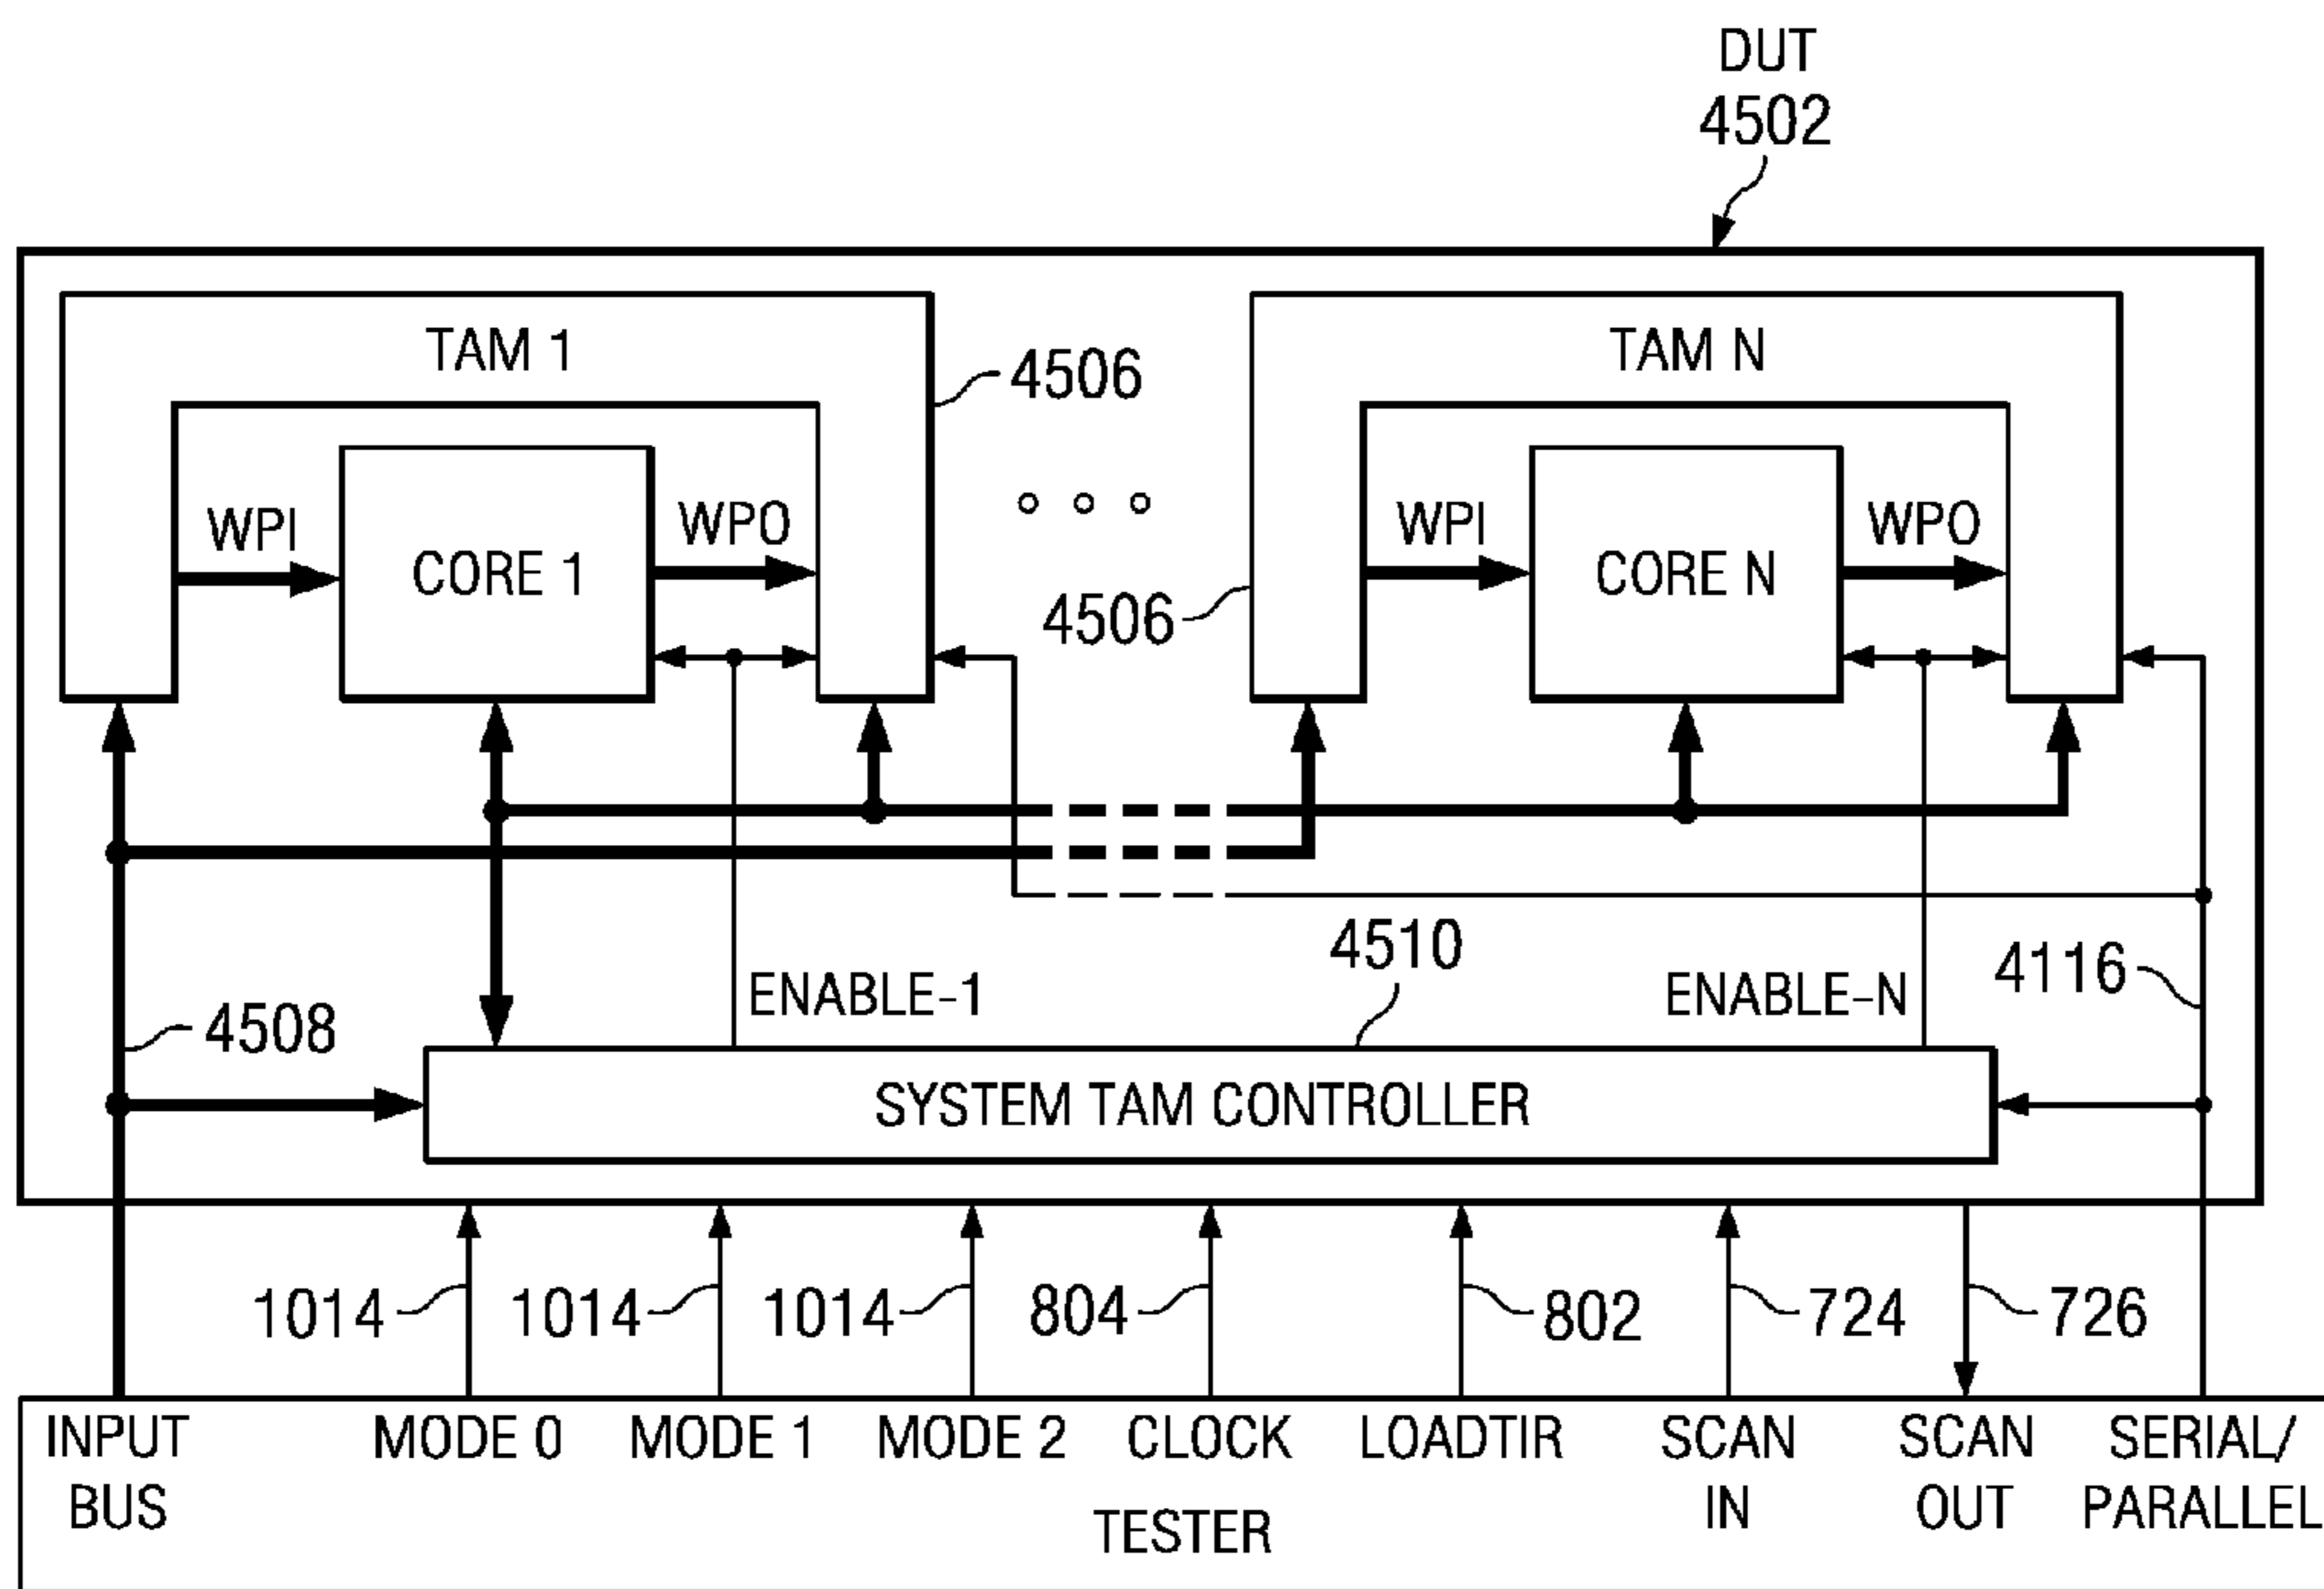 DUT
4502
TAM 1
TAM N
4506
WPI
CORE 1
WPO
WPI
CORE N
WPO
4506
4510
4116
ENABLE-1
ENABLE-N
4508
SYSTEM TAM CONTROLLER
1014
1014
1014
804
802
724
726
INPUT
BUS
MODE 0
MODE 1
MODE 2
CLOCK
LOADTIR
SCAN
IN
SCAN
OUT
SERIAL/
PARALLEL
TESTER